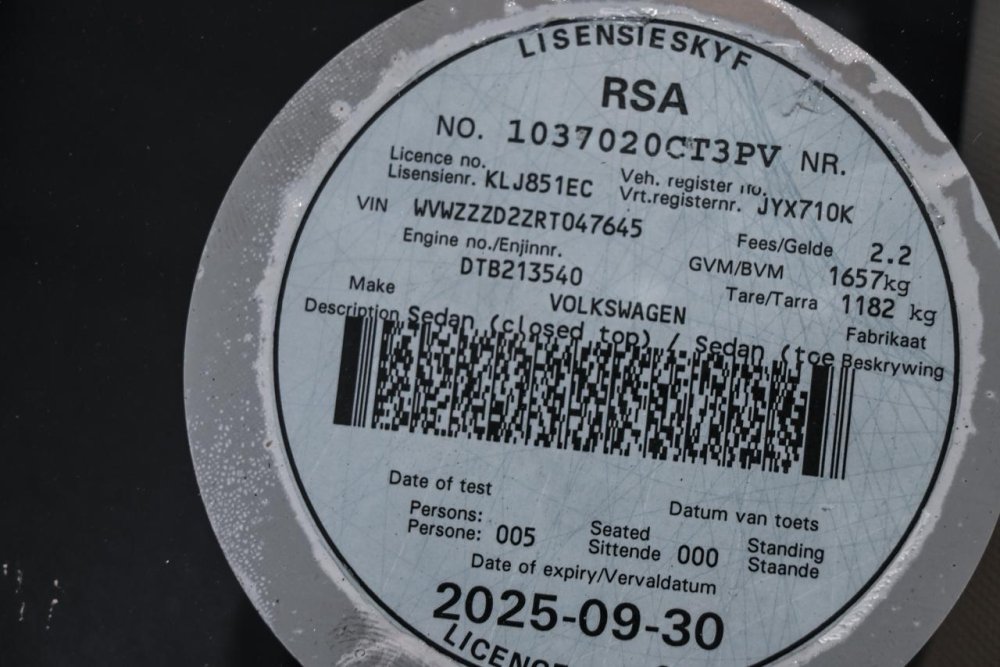 LISENSIESKYF
RSA
NO. 1037020CT3PV NR.
Licence no.
Lisensienr. KLJ851EC
Veh. register no.
Vrt.registernr. JYX710K
VIN WVWZZZD2ZRT047645
Engine no./Enjinnr.
DTB213540
Fees/Gelde 2.2
GVM/BVM 1657kg
Tare/Tarra 1182 kg
Make VOLKSWAGEN Fabrikaat
Description Sedan (closed top) / Sedan (toe Beskrywing
Date of test Datum van toets
Persons:
Persone: 005
Seated
Sittende 000
Standing
Staande
Date of expiry/Vervaldatum
2025-09-30